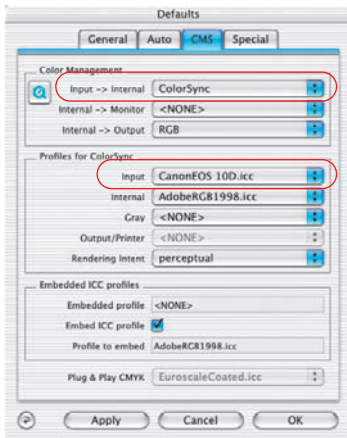 Defaults
General Auto CMS Special
Color Management
Input -> Internal ColorSync
Internal -> Monitor <NONE>
Internal -> Output RGB
Profiles for ColorSync
Input CanonEOS 10D.icc
Internal AdobeRGB1998.icc
Gray <NONE>
Output/Printer <NONE>
Rendering Intent perceptual
Embedded ICC profiles
Embedded profile <NONE>
Embed ICC profile
Profile to embed AdobeRGB1998.icc
Plug & Play CMYK EuroscaleCoated.icc
Apply Cancel OK